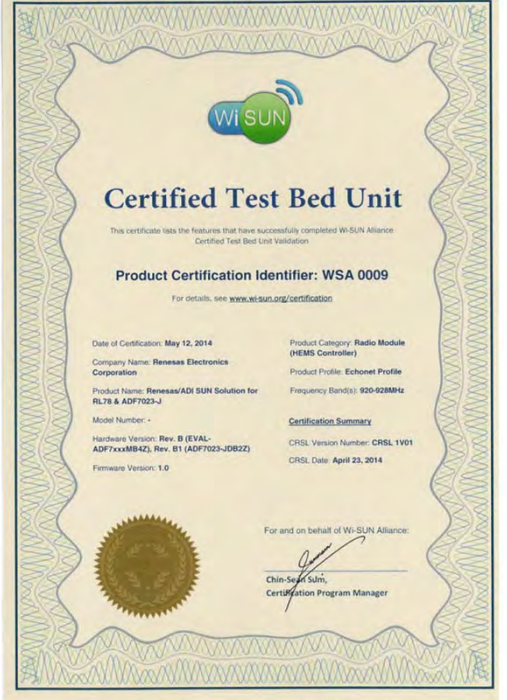 Wi SUN
Certified Test Bed Unit
This certificate lists the features that have successfully completed Wi-SUN Alliance
Certified Test Bed Unit Validation
Product Certification Identifier: WSA 0009
For details, see www.wi-sun.org/certification
Date of Certification: May 12, 2014
Company Name: Renesas Electronics
Corporation
Product Name: Renesas/ADI SUN Solution for
RL78 & ADF7023-J
Model Number: -
Hardware Version: Rev. B (EVAL-
ADF7xxxMB4Z), Rev. B1 (ADF7023-JDB2Z)
Firmware Version: 1.0
Product Category: Radio Module
(HEMS Controller)
Product Profile: Echonet Profile
Frequency Band(s): 920-928MHz
Certification Summary
CRSL Version Number: CRSL 1V01
CRSL Date: April 23, 2014
For and on behalf of Wi-SUN Alliance:
Chin-Sean Sum,
Certification Program Manager